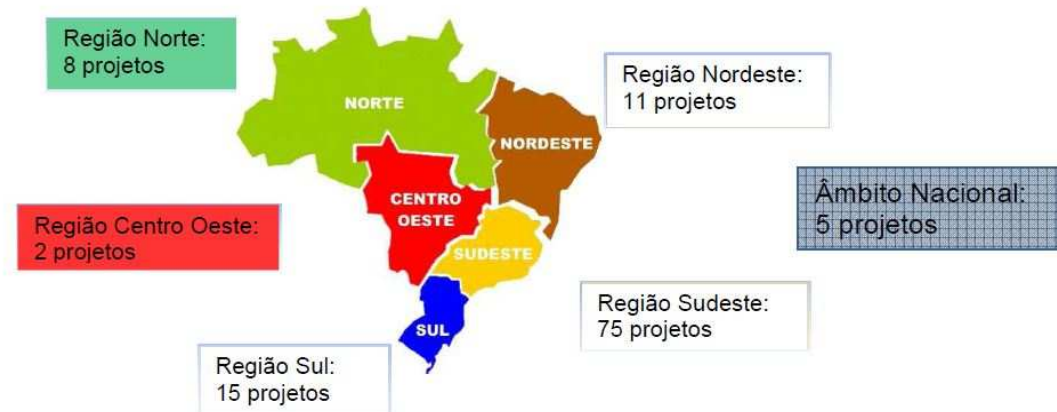 Região Norte:
8 projetos
Região Nordeste:
11 projetos
NORTE
NORDESTE
CENTRO
OESTE
Âmbito Nacional:
5 projetos
Região Centro Oeste:
2 projetos
SUDESTE
Região Sudeste:
75 projetos
SUL
Região Sul:
15 projetos